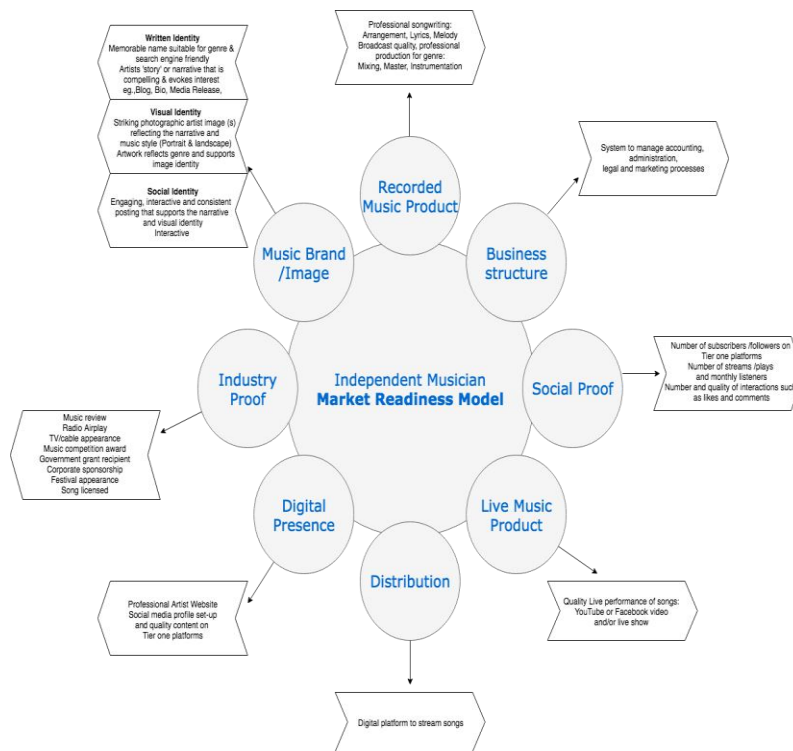 Written Identity
Memorable name suitable for genre &
search engine friendly
Artists 'story' or narrative that is
compelling & evokes interest
eg.,Blog, Bio, Media Release,
Visual Identity
Striking photographic artist image (s)
reflecting the narrative and
music style (Portrait & landscape)
Artwork reflects genre and supports
image identity
Social Identity
Engaging, interactive and consistent
posting that supports the narrative
and visual identity
Interactive
Professional songwriting:
Arrangement, Lyrics, Melody
Broadcast quality, professional
production for genre:
Mixing, Master, Instrumentation
System to manage accounting,
administration,
legal and marketing processes
Recorded
Music Product
Music Brand
/Image
Business
structure
Industry
Proof
Independent Musician
Market Readiness Model
Social Proof
Number of subscribers /followers on
Tier one platforms
Number of streams /plays
and monthly listeners
Number and quality of interactions such
as likes and comments
Music review
Radio Airplay
TV/cable appearance
Music competition award
Government grant recipient
Corporate sponsorship
Festival appearance
Song licensed
Digital
Presence
Live Music
Product
Distribution
Professional Artist Website
Social media profile set-up
and quality content on
Tier one platforms
Quality Live performance of songs:
YouTube or Facebook video
and/or live show
Digital platform to stream songs